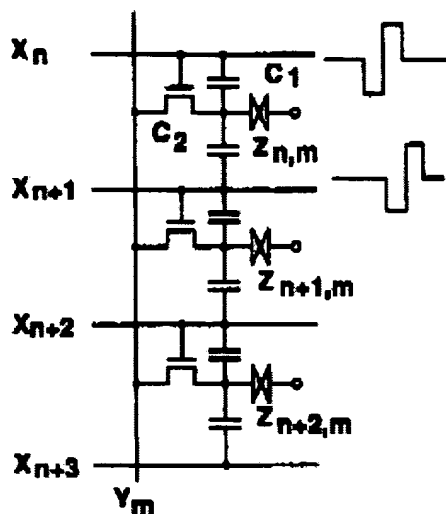 Xn
C1
C2
Zn,m
Xn+1
Zn+1,m
Xn+2
Zn+2,m
Xn+3
Ym